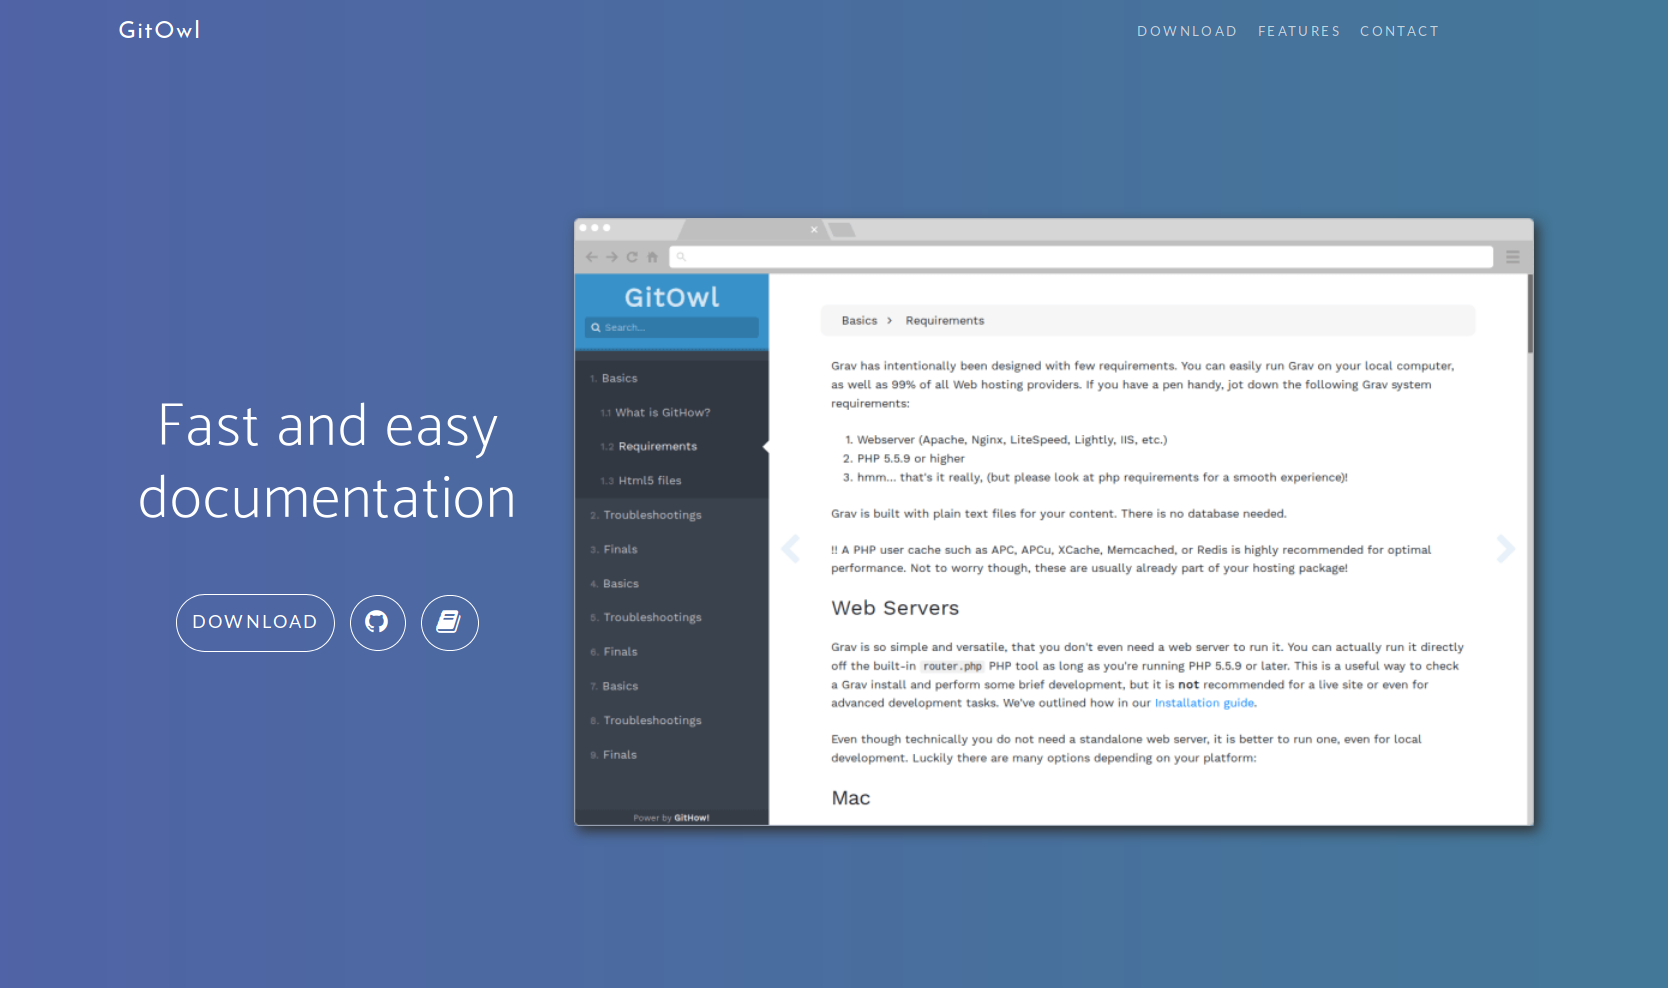 GitOwl
DOWNLOAD FEATURES CONTACT
Fast and easy
documentation
DOWNLOAD
GitOwl
Search...
1. Basics
1.1 What is GitHow?
1.2 Requirements
1.3 Html5 files
2. Troubleshootings
3. Finals
4. Basics
5. Troubleshootings
6. Finals
7. Basics
8. Troubleshootings
9. Finals
Power by GitHow!
Basics > Requirements
Grav has intentionally been designed with few requirements. You can easily run Grav on your local computer,
as well as 99% of all Web hosting providers. If you have a pen handy, jot down the following Grav system
requirements:
1. Webserver (Apache, Nginx, LiteSpeed, Lightly, IIS, etc.)
2. PHP 5.5.9 or higher
3. hmm... that's it really, (but please look at php requirements for a smooth experience)!
Grav is built with plain text files for your content. There is no database needed.
!! A PHP user cache such as APC, APCu, XCache, Memcached, or Redis is highly recommended for optimal
performance. Not to worry though, these are usually already part of your hosting package!
Web Servers
Grav is so simple and versatile, that you don't even need a web server to run it. You can actually run it directly
off the built-in router.php PHP tool as long as you're running PHP 5.5.9 or later. This is a useful way to check
a Grav install and perform some brief development, but it is not recommended for a live site or even for
advanced development tasks. We've outlined how in our Installation guide.
Even though technically you do not need a standalone web server, it is better to run one, even for local
development. Luckily there are many options depending on your platform:
Mac